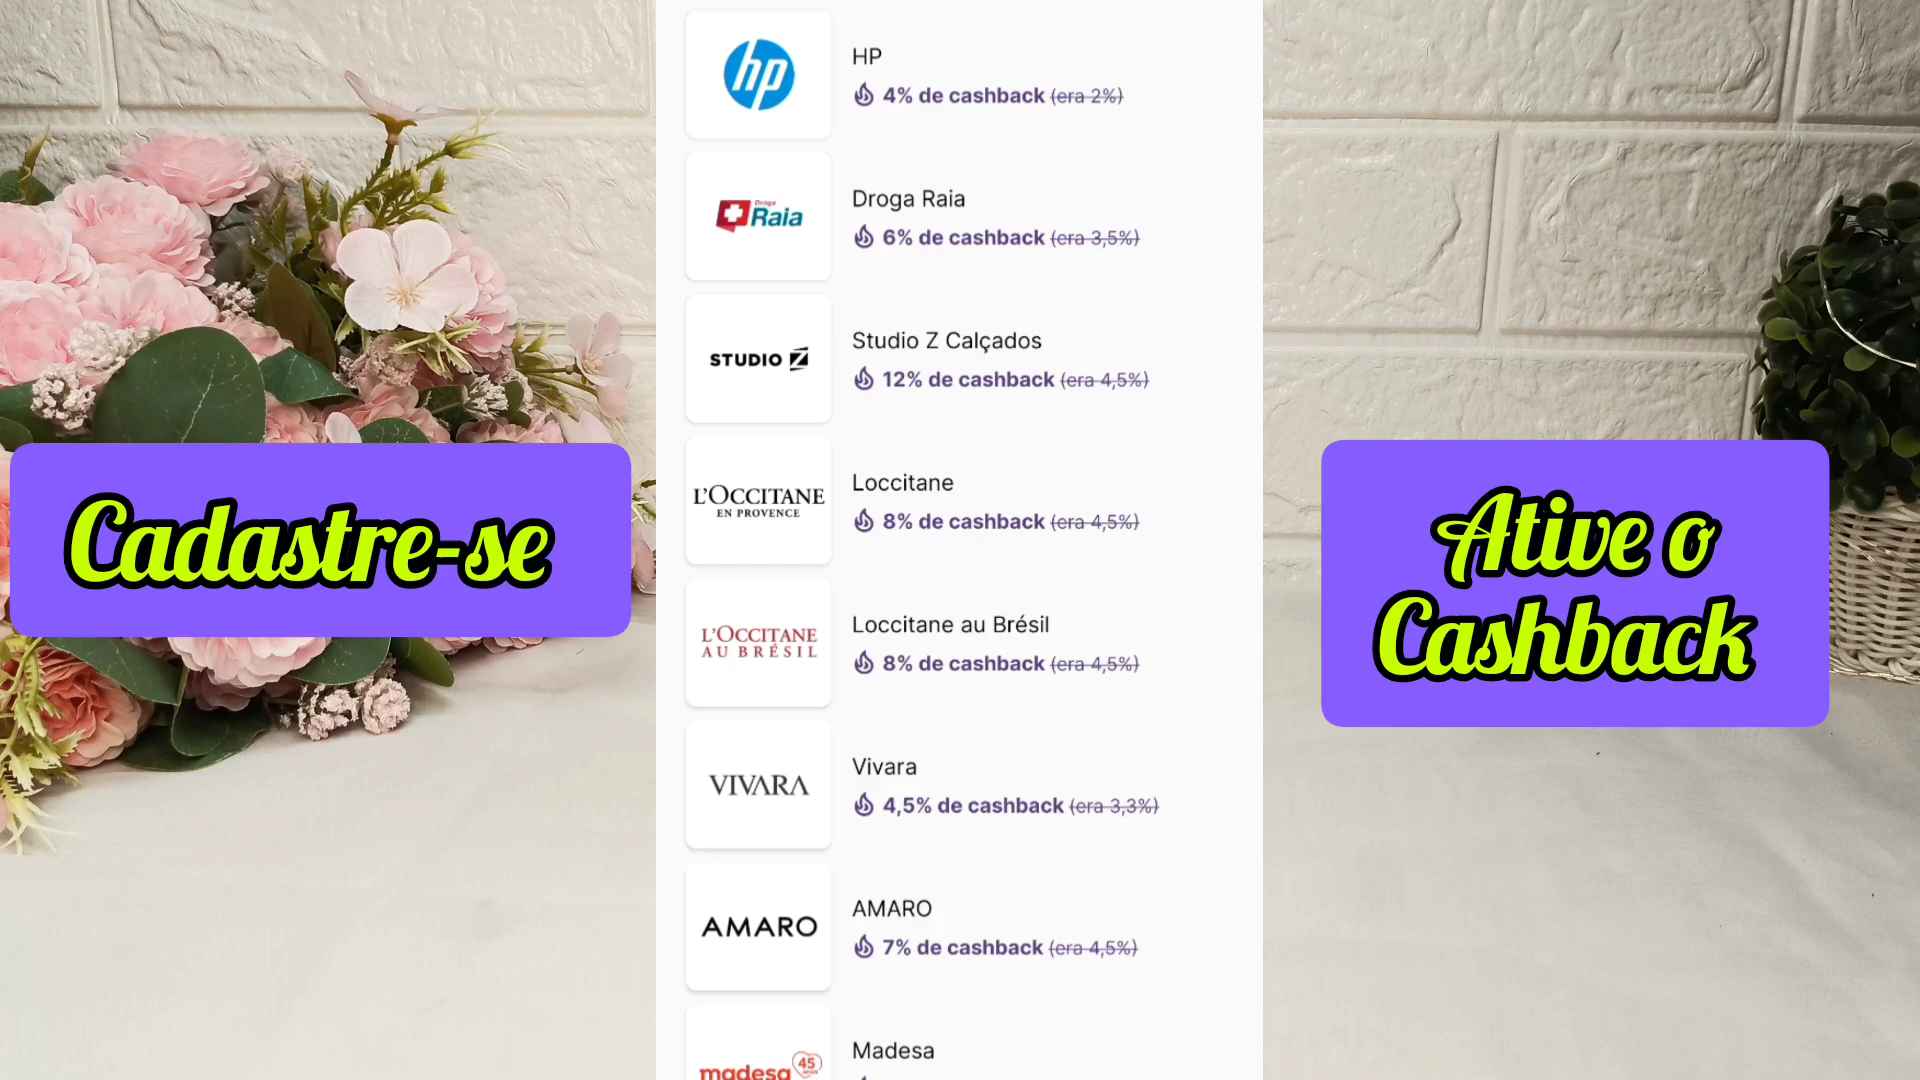 hp
HP
4% de cashback (era 2%)
Droga
Raia
Droga Raia
6% de cashback (era 3,5%)
STUDIO Z
Studio Z Calçados
12% de cashback (era 4,5%)
L'OCCITANE
EN PROVENCE
Loccitane
8% de cashback (era 4,5%)
L'OCCITANE
AU BRÉSIL
Loccitane au Brésil
8% de cashback (era 4,5%)
VIVARA
Vivara
4,5% de cashback (era 3,3%)
AMARO
AMARO
7% de cashback (era 4,5%)
madesa 45
Madesa
Cadastre-se
Ative o
Cashback